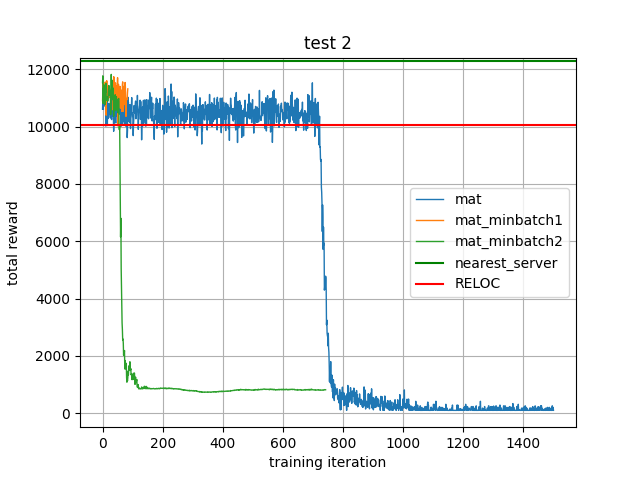 test 2
total reward
12000
10000
8000
6000
4000
2000
0
mat
mat_minbatch1
mat_minbatch2
nearest_server
RELOC
0 200 400 600 800 1000 1200 1400
training iteration